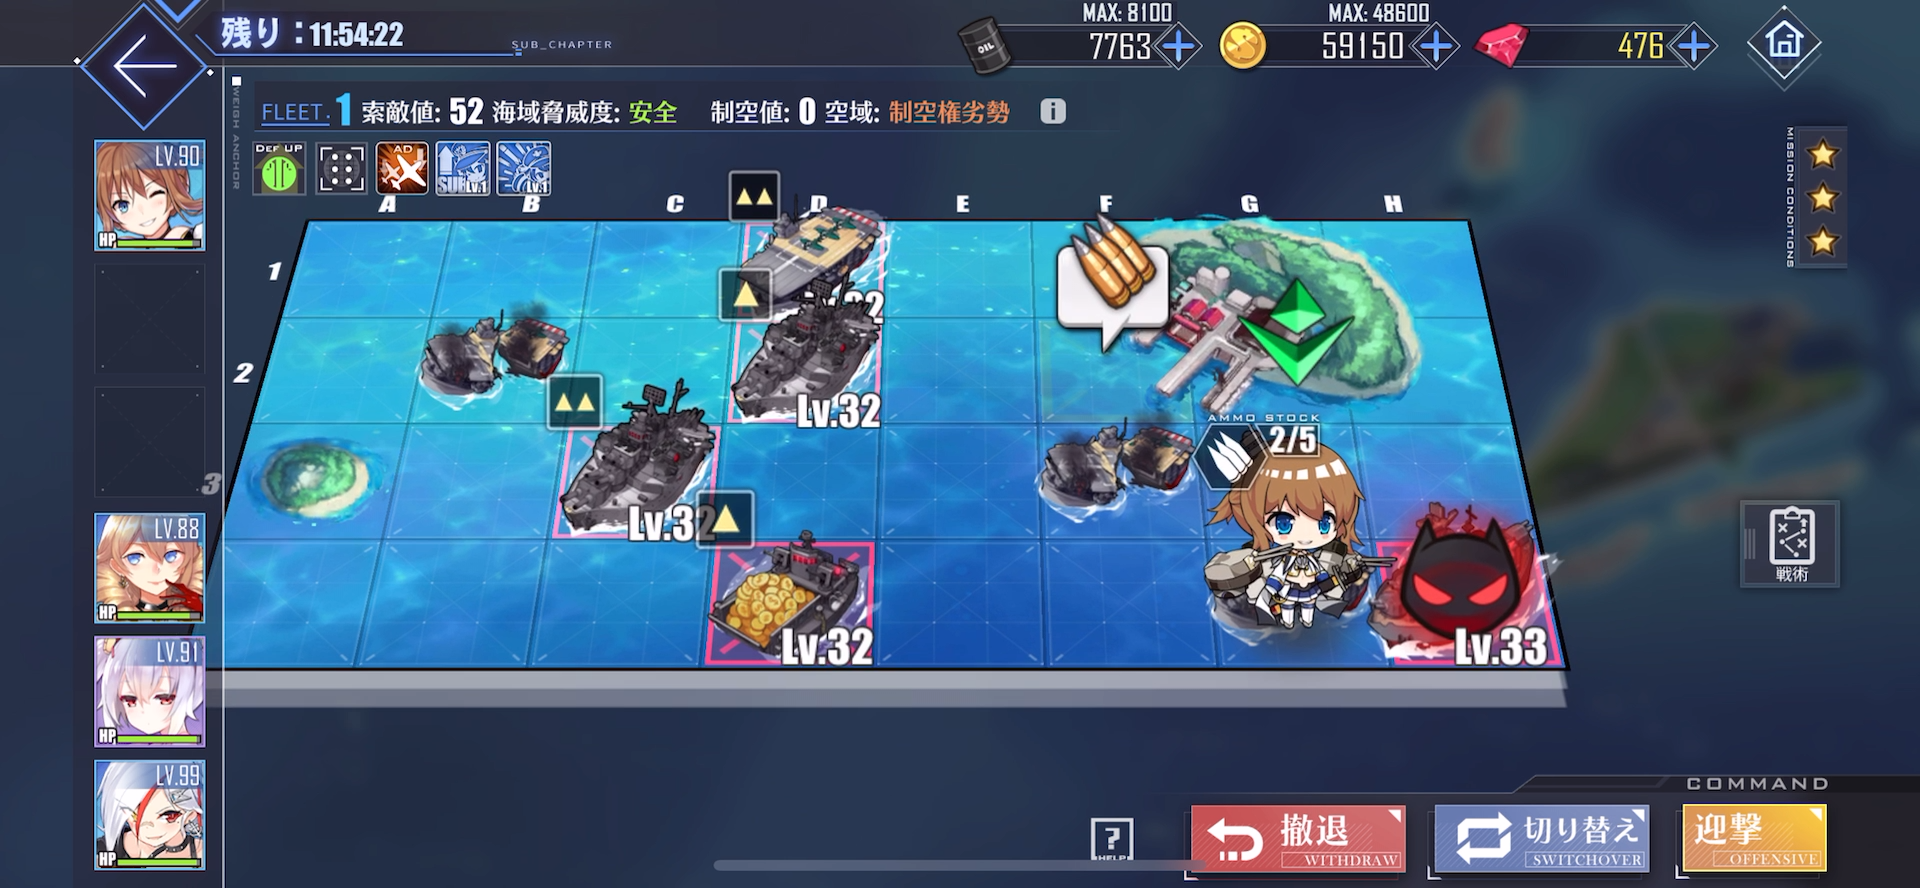 残り：11:54:22
SUB_CHAPTER
MAX: 8100
7763
OIL
MAX: 48600
59150
476
WEIGH ANCHOR
FLEET. 1 索敵値: 52 海域脅威度: 安全 制空値: 0 空域: 制空権劣勢 i
DEF UP
AD
SUB LV.1
LV.1
MISSION CONDITIONS
A B C D E F G H
1
2
3
LV.90
HP
LV.88
HP
LV.91
HP
LV.99
HP
Lv.32
Lv.32
AMMO STOCK
2/5
Lv.32
Lv.32
Lv.33
戦術
COMMAND
?
HELP
撤退
WITHDRAW
切り替え
SWITCHOVER
迎撃
OFFENSIVE